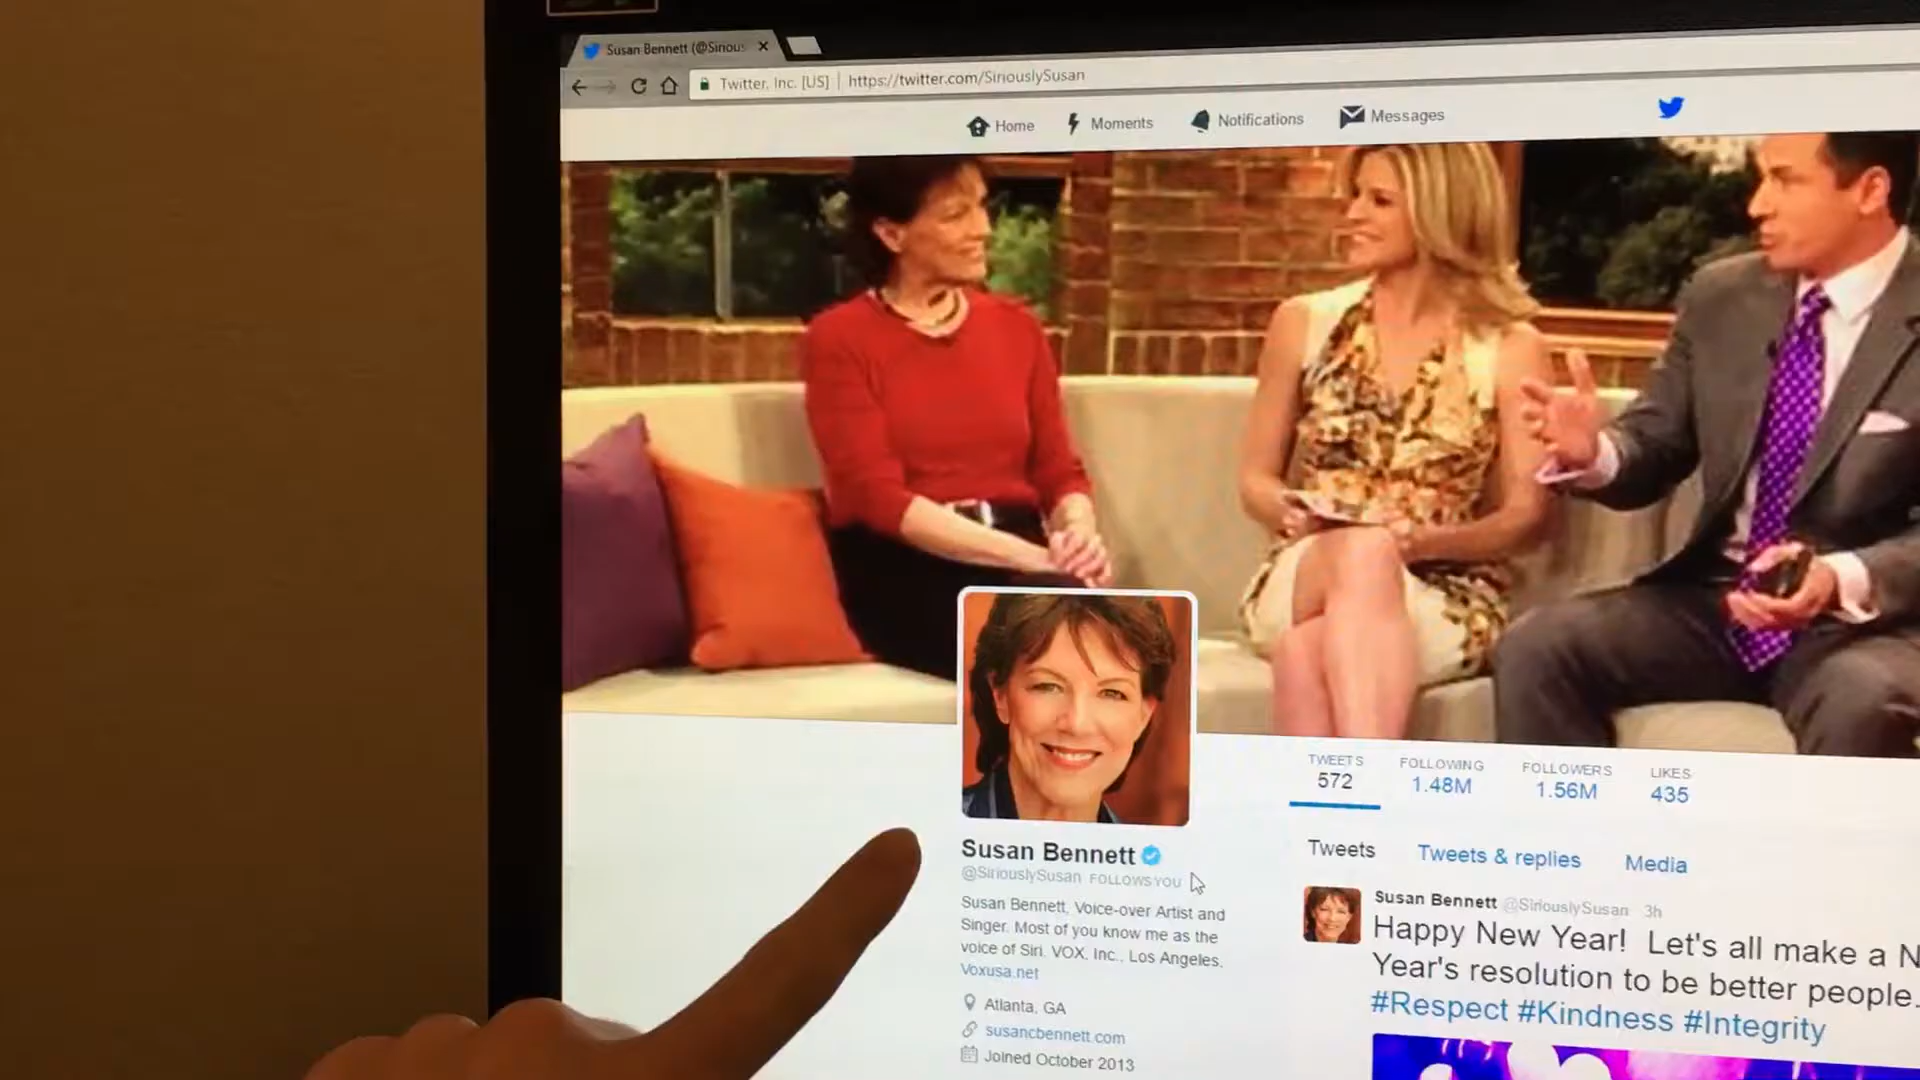 Susan Bennett (@Sirious
Twitter, Inc. [US] | https://twitter.com/SiriouslySusan
Home Moments Notifications Messages
TWEETS FOLLOWING FOLLOWERS LIKES
572 1.48M 1.56M 435
Susan Bennett
@SiriouslySusan FOLLOWS YOU
Susan Bennett, Voice-over Artist and
Singer. Most of you know me as the
voice of Siri. VOX, Inc., Los Angeles.
Voxusa.net
Atlanta, GA
susancbennett.com
Joined October 2013
Tweets Tweets & replies Media
Susan Bennett @SiriouslySusan 3h
Happy New Year! Let's all make a N
Year's resolution to be better people.
#Respect #Kindness #Integrity